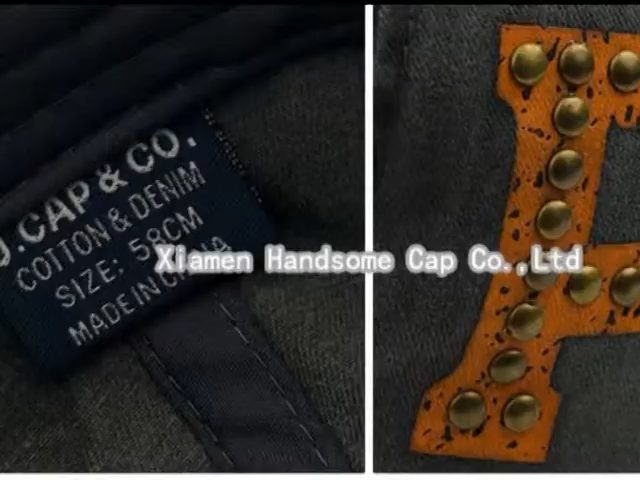 J.CAP & CO.
COTTON & DENIM
SIZE: 58CM
MADE IN CHINA
Xiamen Handsome Cap Co.,Ltd